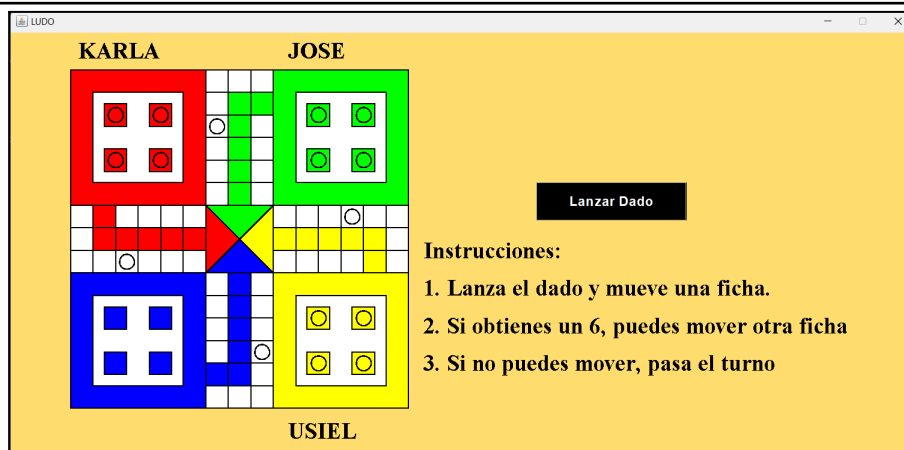 LUDO
KARLA JOSE
Lanzar Dado
Instrucciones:
1. Lanza el dado y mueve una ficha.
2. Si obtienes un 6, puedes mover otra ficha
3. Si no puedes mover, pasa el turno
USIEL